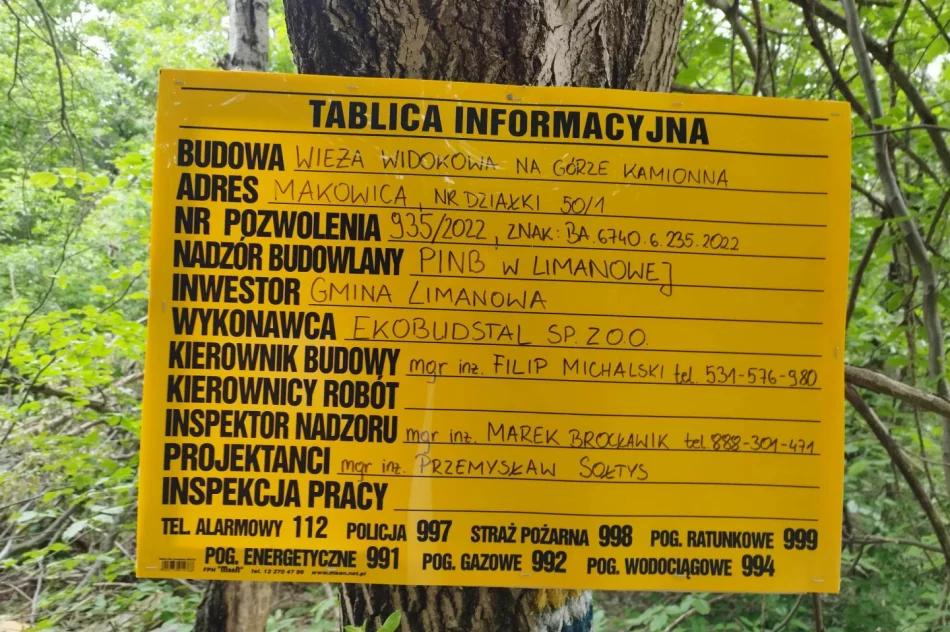 TABLICA INFORMACYJNA
BUDOWA WIEŻA WIDOKOWA NA GÓRZE KAMIONNA
ADRES MAKOWICA, NR DZIAŁKI 50/1
NR POZWOLENIA 935/2022, ZNAK: BA.6740.6.235.2022
NADZÓR BUDOWLANY PINB W LIMANOWEJ
INWESTOR GMINA LIMANOWA
WYKONAWCA EKOBUDSTAL SP. Z O.O.
KIEROWNIK BUDOWY mgr inż. FILIP MICHALSKI tel. 531-576-980
KIEROWNICY ROBÓT
INSPEKTOR NADZORU mgr inż. MAREK BROCŁAWIK tel 888-301-471
PROJEKTANCI mgr inż. PRZEMYSŁAW SOŁTYS
INSPEKCJA PRACY
TEL. ALARMOWY 112 POLICJA 997 STRAŻ POŻARNA 998 POG. RATUNKOWE 999
POG. ENERGETYCZNE 991 POG. GAZOWE 992 POG. WODOCIĄGOWE 994